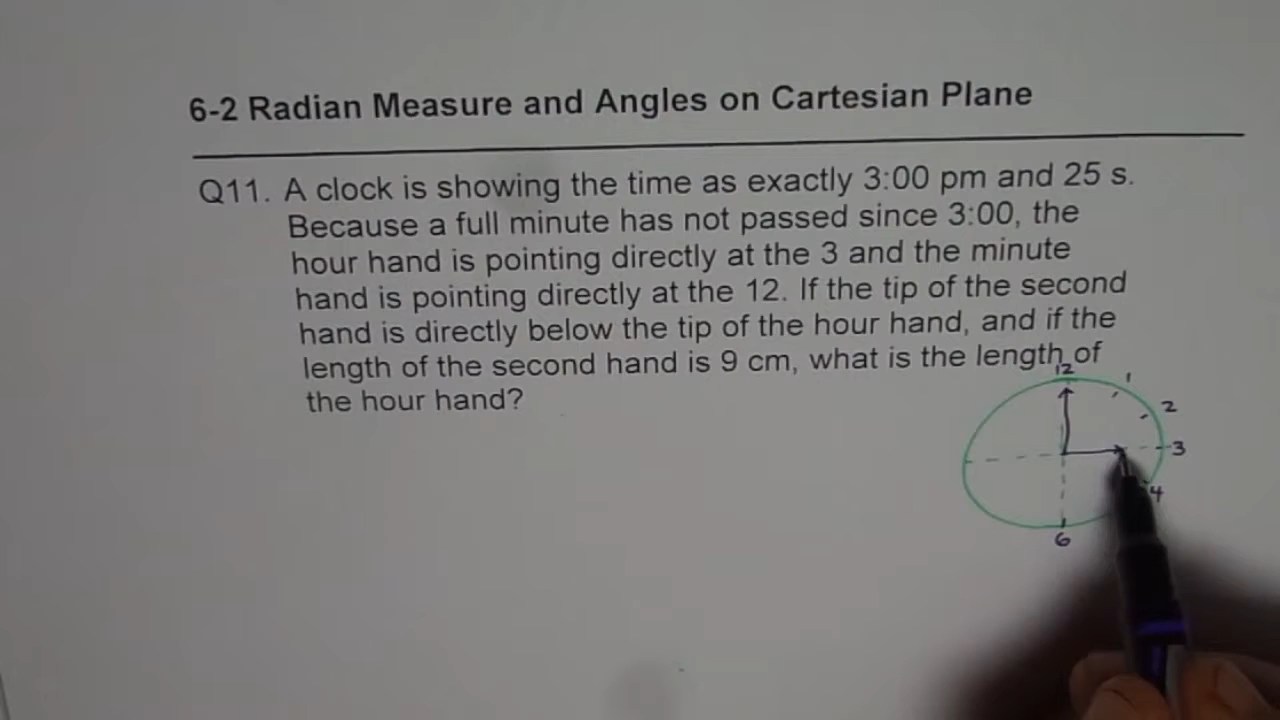 6-2 Radian Measure and Angles on Cartesian Plane
Q11. A clock is showing the time as exactly 3:00 pm and 25 s.
Because a full minute has not passed since 3:00, the
hour hand is pointing directly at the 3 and the minute
hand is pointing directly at the 12. If the tip of the second
hand is directly below the tip of the hour hand, and if the
length of the second hand is 9 cm, what is the length of
the hour hand?
12
1
2
3
4
6